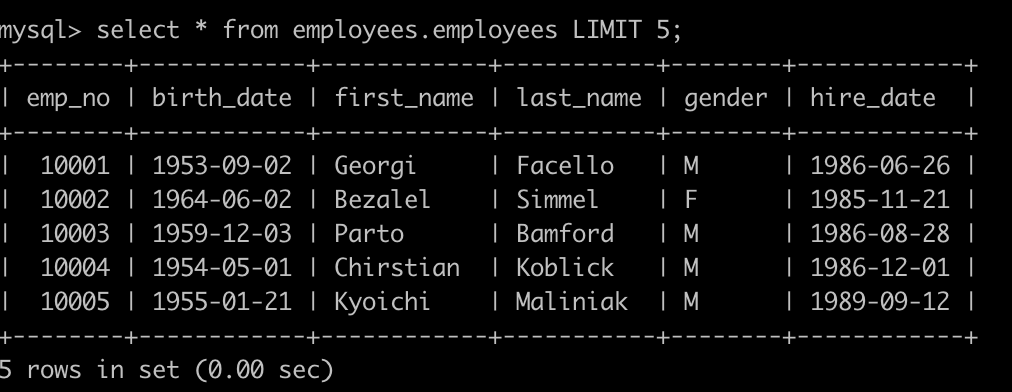 mysql> select * from employees.employees LIMIT 5;
+--------+------------+------------+-----------+--------+------------+
| emp_no | birth_date | first_name | last_name | gender | hire_date  |
+--------+------------+------------+-----------+--------+------------+
|  10001 | 1953-09-02 | Georgi     | Facello   | M      | 1986-06-26 |
|  10002 | 1964-06-02 | Bezalel    | Simmel    | F      | 1985-11-21 |
|  10003 | 1959-12-03 | Parto      | Bamford   | M      | 1986-08-28 |
|  10004 | 1954-05-01 | Chirstian  | Koblick   | M      | 1986-12-01 |
|  10005 | 1955-01-21 | Kyoichi    | Maliniak  | M      | 1989-09-12 |
+--------+------------+------------+-----------+--------+------------+
5 rows in set (0.00 sec)